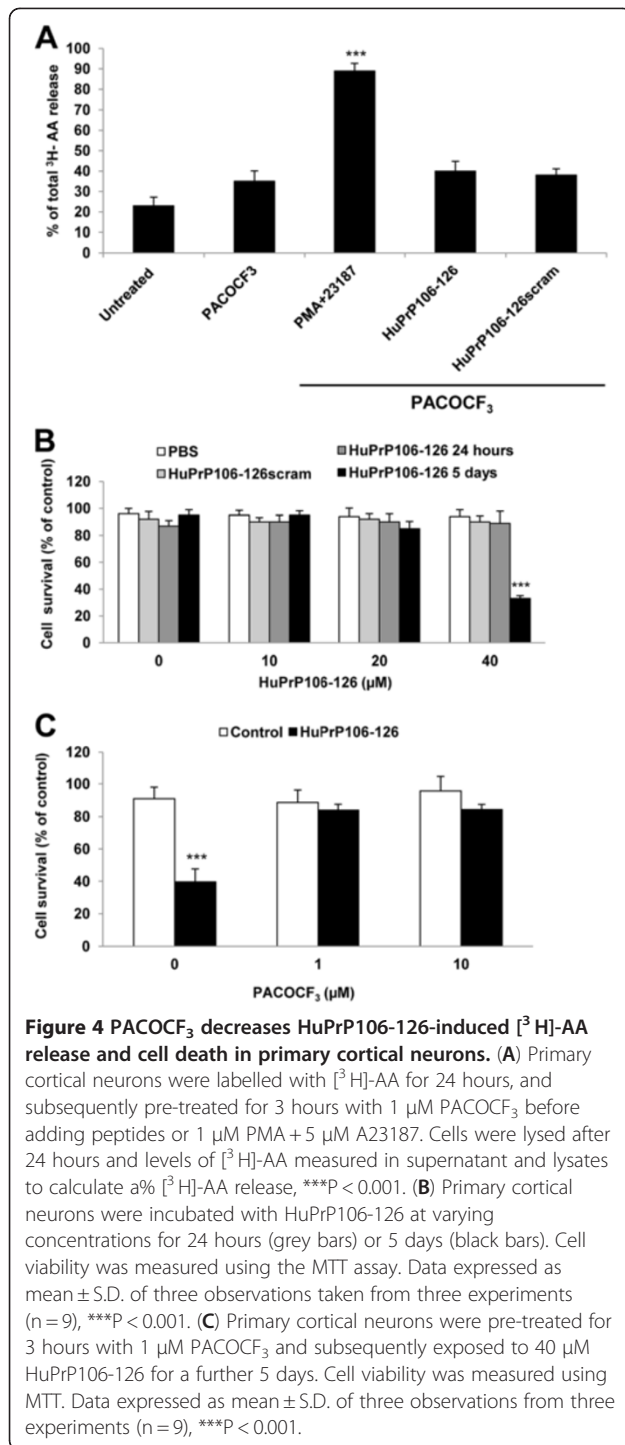 A
% of total ³H- AA release
100
90
80
70
60
50
40
30
20
10
0
***
Untreated
PACOCF3
PMA+23187
HuPrP106-126
HuPrP106-126scram
PACOCF₃
B
PBS
HuPrP106-126 24 hours
HuPrP106-126scram
HuPrP106-126 5 days
Cell survival (% of control)
120
100
80
60
40
20
0
***
0 10 20 40
HuPrP106-126 (µM)
C
Control HuPrP106-126
Cell survival (% of control)
120
100
80
60
40
20
0
***
0 1 10
PACOCF₃ (µM)
Figure 4 PACOCF₃ decreases HuPrP106-126-induced [³ H]-AA
release and cell death in primary cortical neurons. (A) Primary
cortical neurons were labelled with [³ H]-AA for 24 hours, and
subsequently pre-treated for 3 hours with 1 µM PACOCF₃ before
adding peptides or 1 µM PMA + 5 µM A23187. Cells were lysed after
24 hours and levels of [³ H]-AA measured in supernatant and lysates
to calculate a% [³ H]-AA release, ***P < 0.001. (B) Primary cortical
neurons were incubated with HuPrP106-126 at varying
concentrations for 24 hours (grey bars) or 5 days (black bars). Cell
viability was measured using the MTT assay. Data expressed as
mean ± S.D. of three observations taken from three experiments
(n = 9), ***P < 0.001. (C) Primary cortical neurons were pre-treated for
3 hours with 1 µM PACOCF₃ and subsequently exposed to 40 µM
HuPrP106-126 for a further 5 days. Cell viability was measured using
MTT. Data expressed as mean ± S.D. of three observations from three
experiments (n = 9), ***P < 0.001.